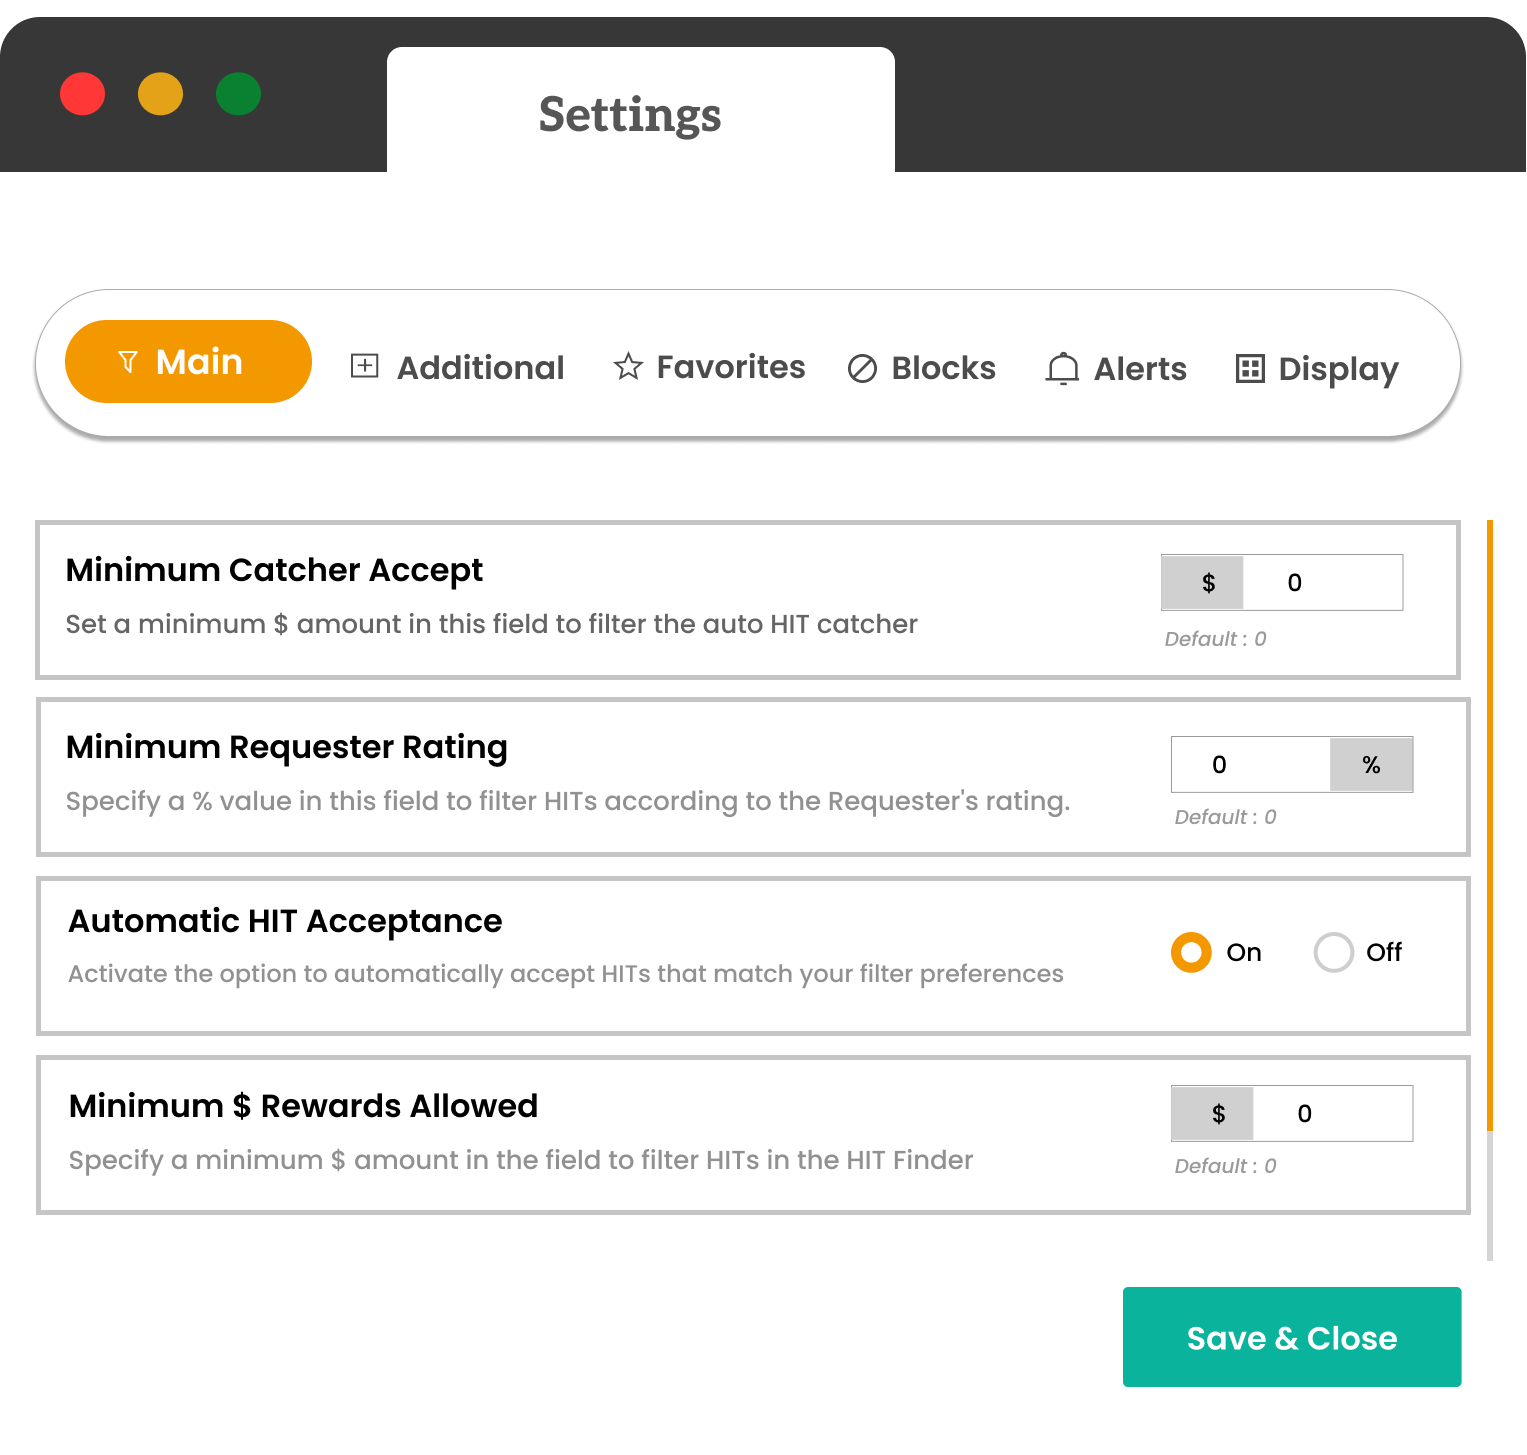 Settings
Main Additional Favorites Blocks Alerts Display
Minimum Catcher Accept
$ 0
Set a minimum $ amount in this field to filter the auto HIT catcher
Default : 0
Minimum Requester Rating
0 %
Specify a % value in this field to filter HITs according to the Requester's rating.
Default : 0
Automatic HIT Acceptance
On Off
Activate the option to automatically accept HITs that match your filter preferences
Minimum $ Rewards Allowed
$ 0
Specify a minimum $ amount in the field to filter HITs in the HIT Finder
Default : 0
Save & Close